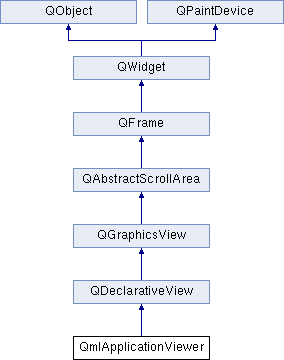 QObject
QPaintDevice
QWidget
QFrame
QAbstractScrollArea
QGraphicsView
QDeclarativeView
QmlApplicationViewer